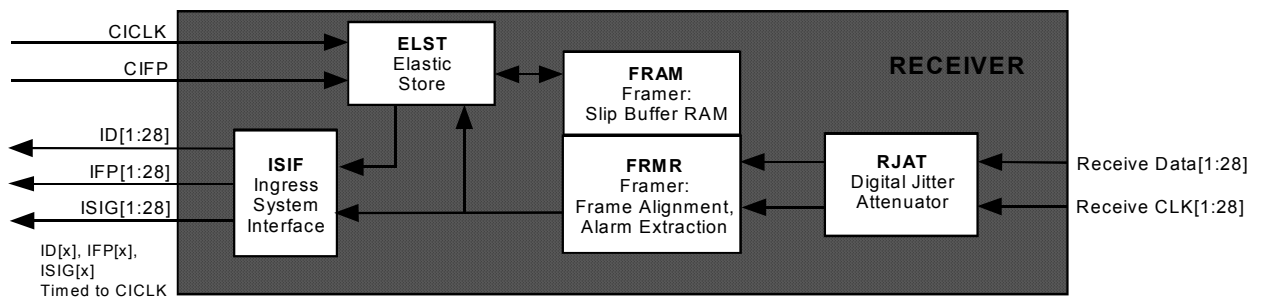 CICLK
CIFP
ELST
Elastic
Store
FRAM
Framer:
Slip Buffer RAM
RECEIVER
ID[1:28]
IFP[1:28]
ISIG[1:28]
ISIF
Ingress
System
Interface
FRMR
Framer:
Frame Alignment,
Alarm Extraction
RJAT
Digital Jitter
Attenuator
Receive Data[1:28]
Receive CLK[1:28]
ID[x], IFP[x],
ISIG[x]
Timed to CICLK